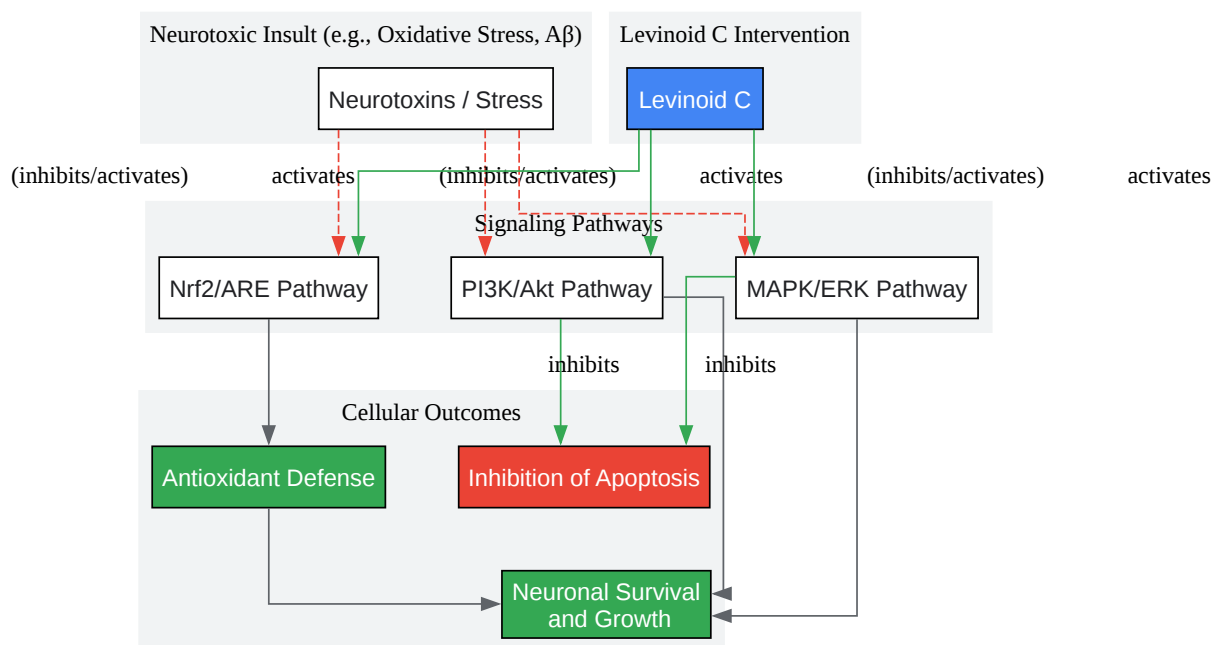 Neurotoxic Insult (e.g., Oxidative Stress, Aβ)
Levinoid C Intervention
Neurotoxins / Stress
Levinoid C
(inhibits/activates)
activates
(inhibits/activates)
activates
(inhibits/activates)
activates
Signaling Pathways
Nrf2/ARE Pathway
PI3K/Akt Pathway
MAPK/ERK Pathway
inhibits
inhibits
Cellular Outcomes
Antioxidant Defense
Inhibition of Apoptosis
Neuronal Survival
and Growth